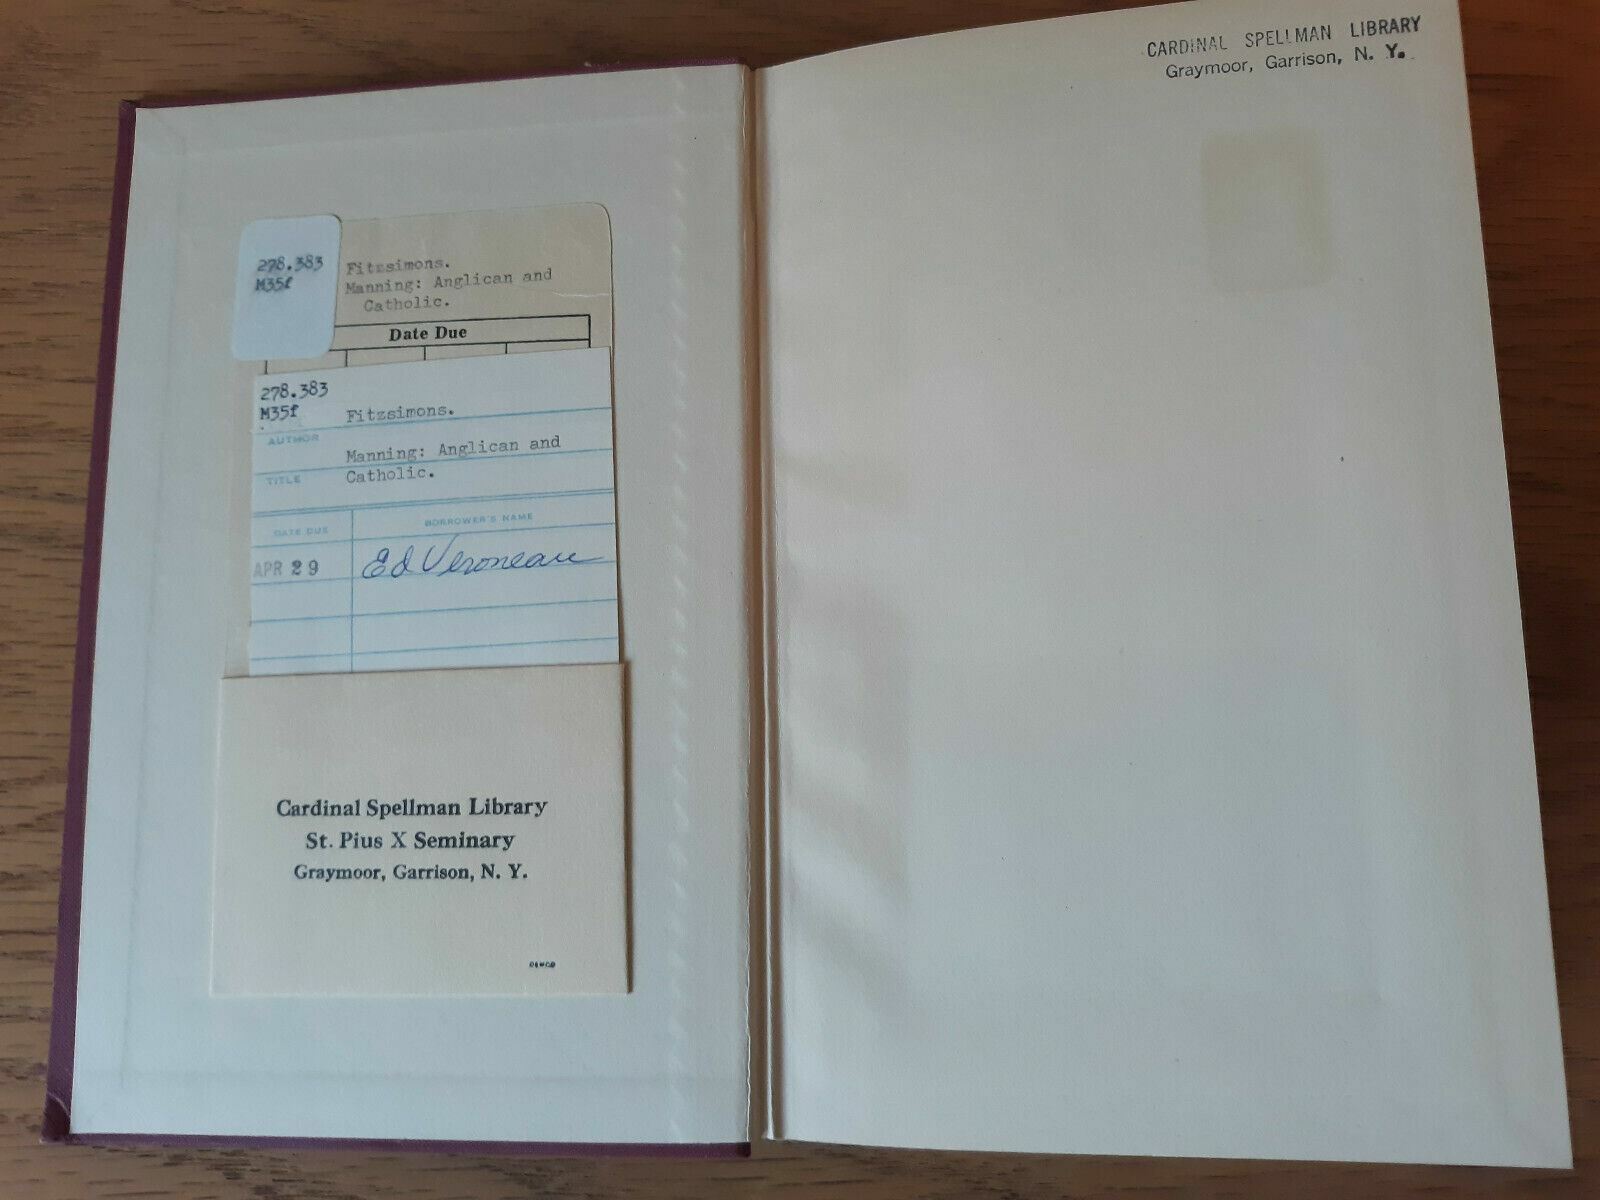 CARDINAL SPELLMAN LIBRARY
Graymoor, Garrison, N. Y.
278.383
M35f
Fitzsimons.
Manning: Anglican and
Catholic.
Date Due
278.383
M35f
Fitzsimons.
AUTHOR
Manning: Anglican and
TITLE
Catholic.
DATE DUE
BORROWER'S NAME
APR 29
Ed Veroneau
Cardinal Spellman Library
St. Pius X Seminary
Graymoor, Garrison, N. Y.
DEMCO